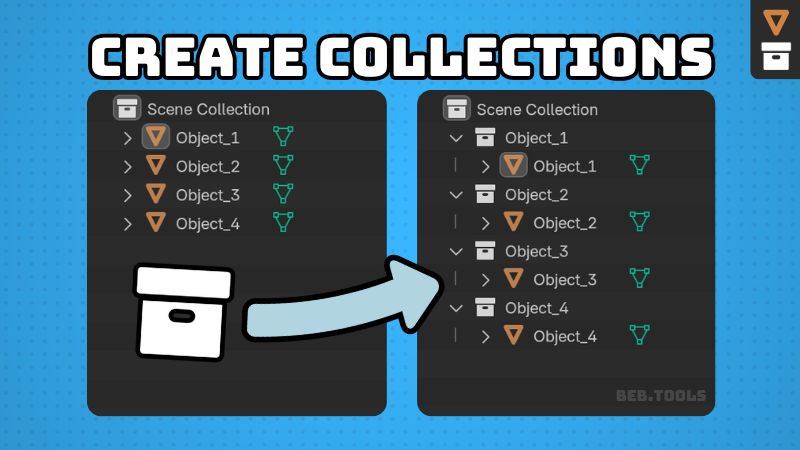 CREATE COLLECTIONS
Scene Collection
Object_1
Object_2
Object_3
Object_4
Scene Collection
Object_1
Object_1
Object_2
Object_2
Object_3
Object_3
Object_4
Object_4
BEB.TOOLS